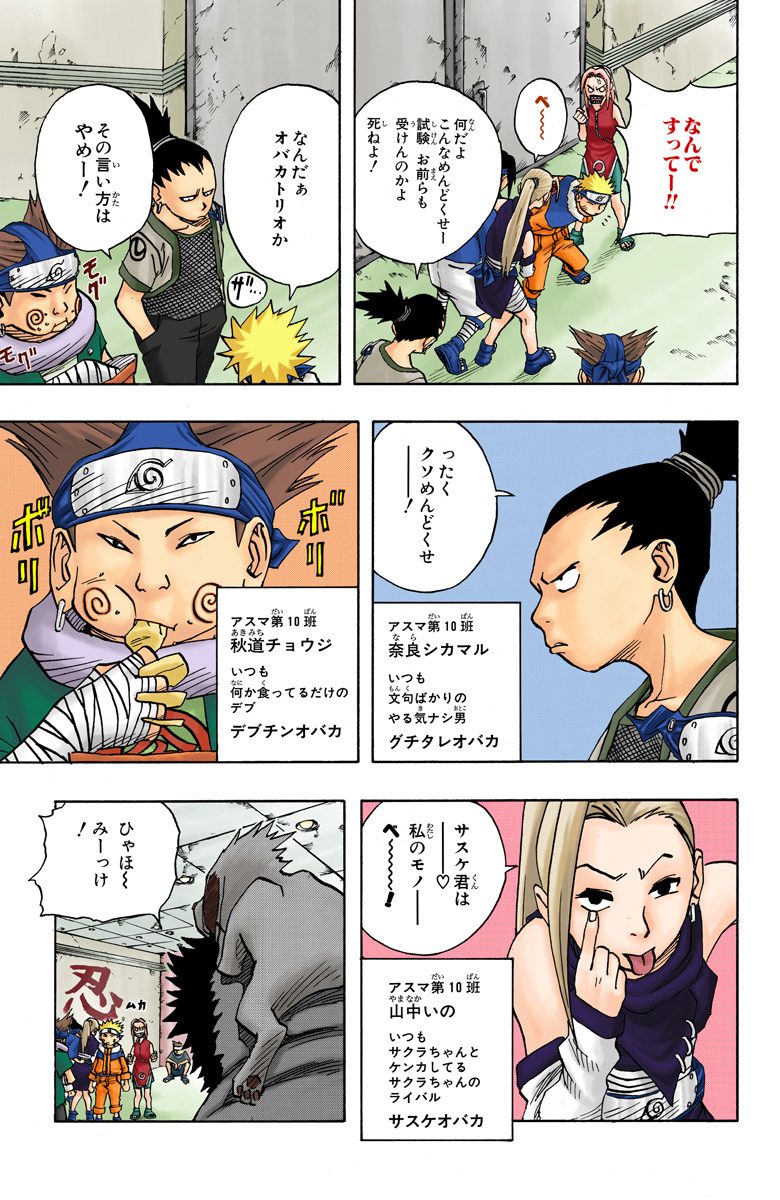 なんで
すってー!!
べ〜〜
何だよ
こんなめんどくせー
試験 お前らも
受けんのかよ
死ねよ!
なんだぁ
オバカトリオか
ザ…
その言い方は
やめー!
モグ
モグ
ったく
クソめんどくせ
――!
アスマ第10班
奈良シカマル
いつも
文句ばかりの
やる気ナシ男
グチタレオバカ
ボリ
ボリ
アスマ第10班
秋道チョウジ
いつも
何か食ってるだけの
デブ
デブチンオバカ
サスケ君は
――♡
私のモノ――
べ〜〜〜!
アスマ第10班
山中いの
いつも
サクラちゃんと
ケンカしてる
サクラちゃんの
ライバル
サスケオバカ
ひゃほ〜
みーっけ
!
忍
ムカ